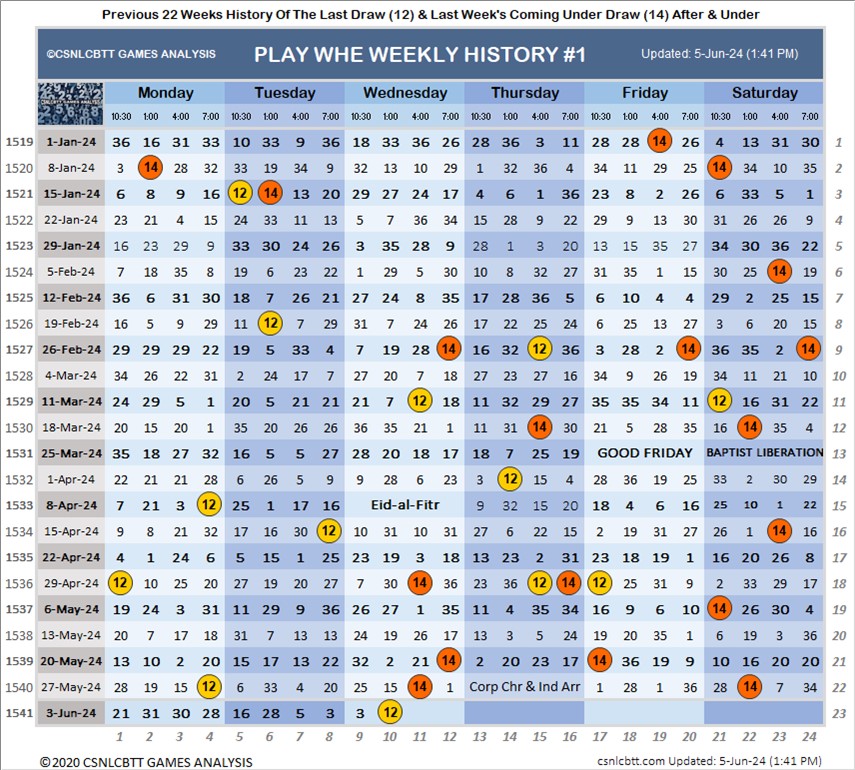 Previous 22 Weeks History Of The Last Draw (12) & Last Week's Coming Under Draw (14) After & Under
©CSNLCBTT GAMES ANALYSIS PLAY WHE WEEKLY HISTORY #1 Updated: 5-Jun-24 (1:41 PM)
Monday Tuesday Wednesday Thursday Friday Saturday
CSNLCBTT GAMES ANALYSIS 10:30 1:00 4:00 7:00 10:30 1:00 4:00 7:00 10:30 1:00 4:00 7:00 10:30 1:00 4:00 7:00 10:30 1:00 4:00 7:00 10:30 1:00 4:00 7:00
1519 1-Jan-24 36 16 31 33 10 33 9 36 18 33 36 26 28 36 3 11 28 28 14 26 4 13 31 30 1
1520 8-Jan-24 3 14 28 32 33 19 34 9 32 13 10 29 1 32 36 4 34 11 29 25 14 34 10 35 2
1521 15-Jan-24 6 8 9 16 12 14 13 20 29 27 24 17 4 6 1 36 23 8 2 26 6 33 5 1 3
1522 22-Jan-24 23 21 4 15 24 33 11 13 5 7 36 34 15 28 9 22 29 9 13 30 31 26 26 9 4
1523 29-Jan-24 16 23 29 9 33 30 24 26 3 35 28 9 28 1 3 20 13 15 35 27 34 30 36 22 5
1524 5-Feb-24 7 18 35 8 19 6 23 22 1 29 5 30 10 8 32 27 31 35 1 15 30 25 14 19 6
1525 12-Feb-24 36 6 31 30 18 7 26 21 27 24 8 35 17 28 36 5 6 10 4 4 29 2 25 15 7
1526 19-Feb-24 16 5 9 29 11 12 7 29 31 7 24 26 17 22 25 24 6 25 13 27 3 6 20 15 8
1527 26-Feb-24 29 29 29 22 19 5 33 4 7 19 28 14 16 32 12 36 3 28 2 14 36 35 2 14 9
1528 4-Mar-24 34 26 22 31 2 24 17 7 27 20 7 18 27 23 27 16 34 9 26 19 34 11 21 10 10
1529 11-Mar-24 24 29 5 1 20 5 21 21 21 7 12 18 11 32 29 27 35 35 34 11 12 16 31 22 11
1530 18-Mar-24 20 15 20 1 35 20 26 26 36 35 21 1 11 31 14 30 21 5 28 35 16 14 35 4 12
1531 25-Mar-24 35 18 27 32 16 5 5 27 28 20 18 17 18 7 25 19 GOOD FRIDAY BAPTIST LIBERATION 13
1532 1-Apr-24 22 21 21 28 6 26 5 9 9 28 6 23 7 14 15 4 28 36 19 25 33 2 30 29 14
1533 8-Apr-24 7 21 3 12 25 1 17 16 Eid-al-Fitr 9 32 15 20 18 4 6 16 25 10 1 22 15
1534 15-Apr-24 9 8 21 32 17 16 30 12 10 31 10 31 27 6 22 15 2 19 31 27 26 1 14 16 16
1535 22-Apr-24 4 1 24 6 5 15 1 25 23 19 3 18 13 23 2 31 23 18 19 1 16 20 26 8 17
1536 29-Apr-24 12 10 25 20 27 19 20 27 7 30 14 36 23 36 12 14 12 25 31 9 2 33 29 17 18
1537 6-May-24 19 24 3 31 11 29 9 36 26 27 1 35 11 4 35 34 16 9 6 10 14 26 30 4 19
1538 13-May-24 20 7 17 18 31 7 13 13 24 19 26 17 13 3 5 24 19 20 35 1 6 19 3 36 20
1539 20-May-24 13 10 2 20 15 17 13 22 32 2 21 14 2 20 23 17 14 36 19 9 10 16 20 20 21
1540 27-May-24 28 19 15 12 6 33 4 20 25 15 14 1 Corp Chr & Ind Arr 1 28 1 36 28 14 7 34 22
1541 3-Jun-24 21 31 30 28 16 28 5 3 3 12 23
1 2 3 4 5 6 7 8 9 10 11 12 13 14 15 16 17 18 19 20 21 22 23 24
©2020 CSNLCBTT GAMES ANALYSIS csnlcbtt.com Updated: 5-Jun-24 (1:41 PM)